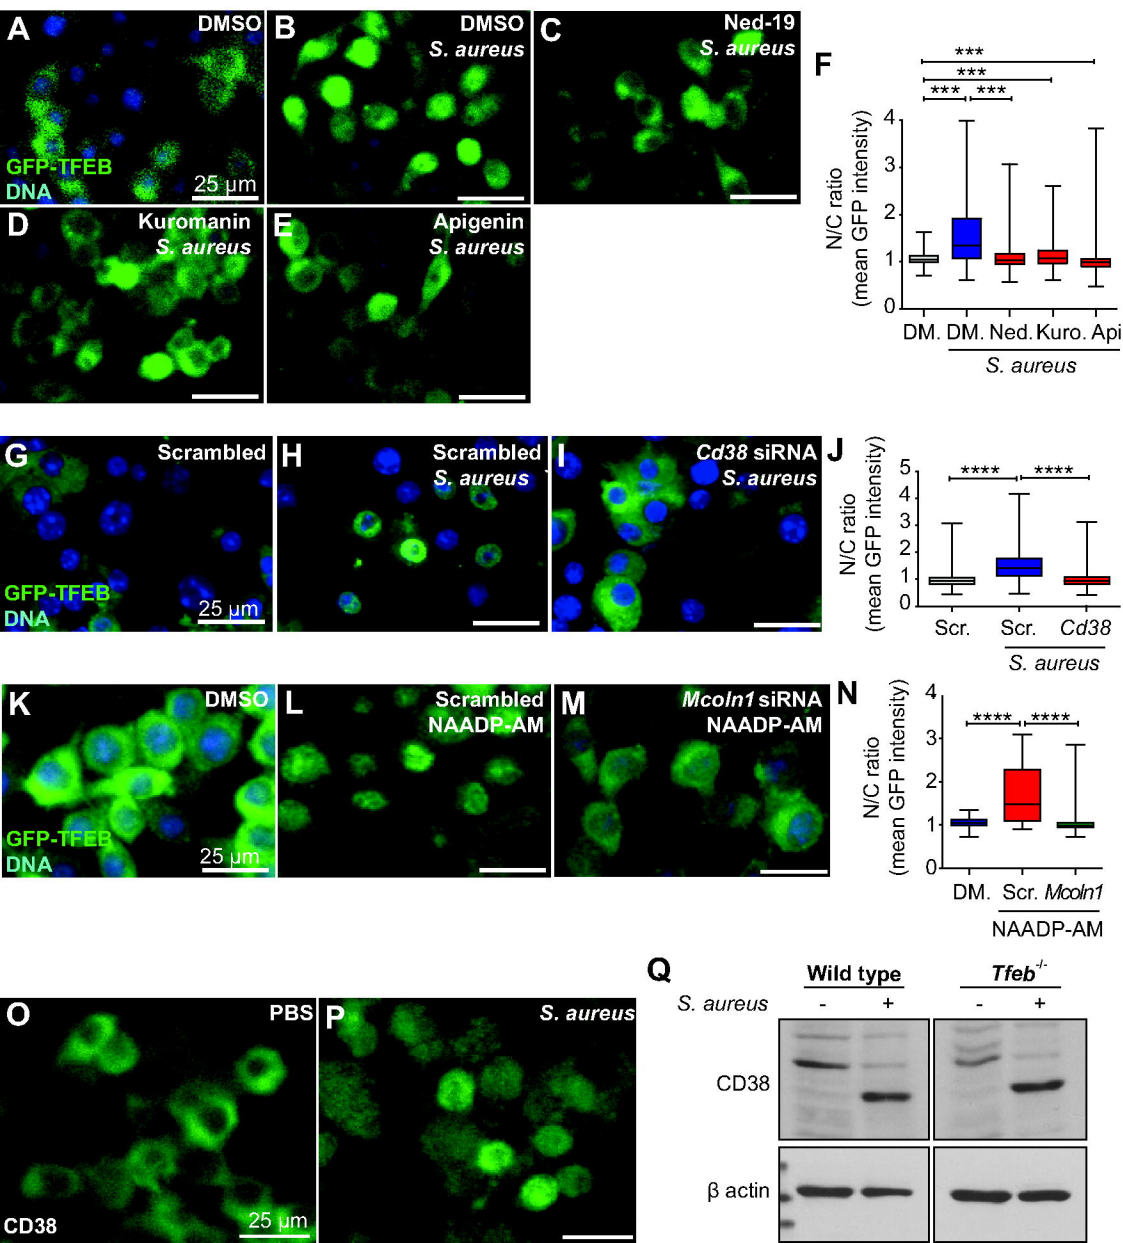 A
DMSO
GFP-TFEB
DNA
25 µm
B
DMSO
S. aureus
C
Ned-19
S. aureus
D
Kuromanin
S. aureus
E
Apigenin
S. aureus
F
***
***
*** ***
N/C ratio
(mean GFP intensity)
4
3
2
1
0
DM. DM. Ned. Kuro. Api
S. aureus
G
Scrambled
GFP-TFEB
DNA
25 µm
H
Scrambled
S. aureus
I
Cd38 siRNA
S. aureus
J
**** ****
N/C ratio
(mean GFP intensity)
5
4
3
2
1
0
Scr. Scr. Cd38
S. aureus
K
DMSO
GFP-TFEB
DNA
25 µm
L
Scrambled
NAADP-AM
M
Mcoln1 siRNA
NAADP-AM
N
**** ****
N/C ratio
(mean GFP intensity)
4
3
2
1
0
DM. Scr. Mcoln1
NAADP-AM
O
PBS
CD38
25 µm
P
S. aureus
Q
Wild type Tfeb-/-
S. aureus - + - +
CD38
β actin